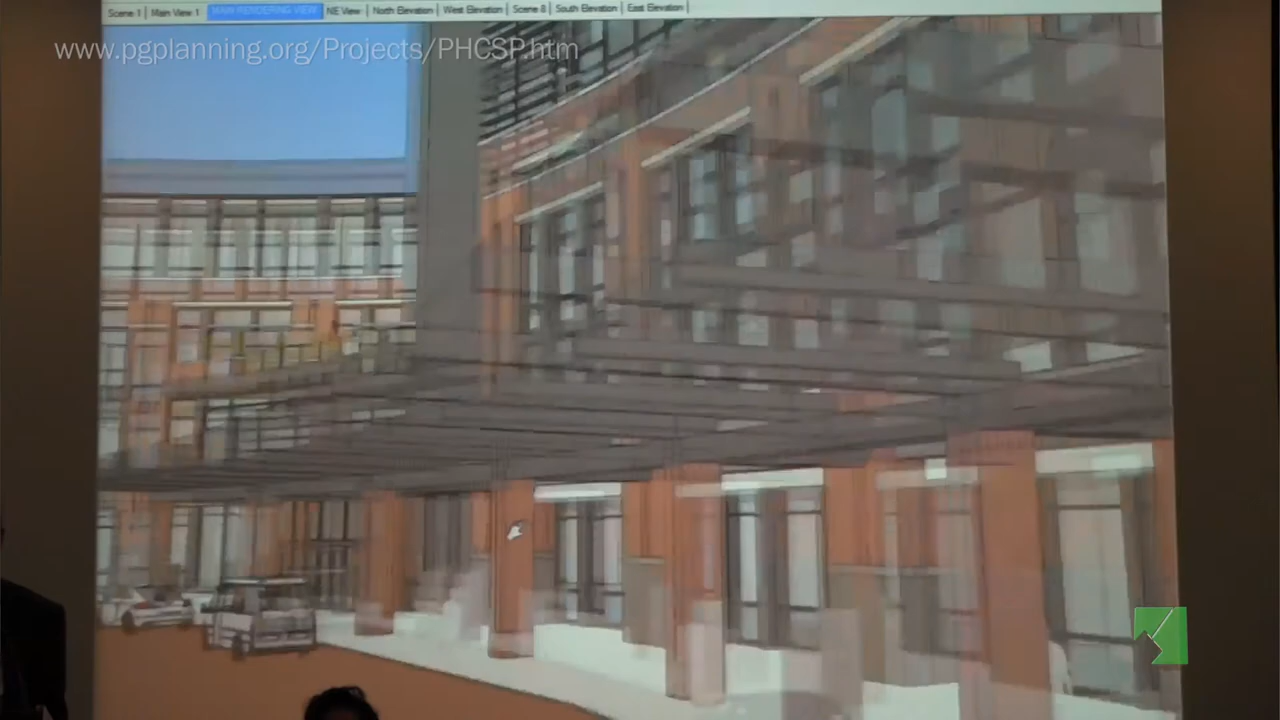 Scene 1 Main View 1 MAIN RENDERING VIEW NE View North Elevation West Elevation Scene 8 South Elevation East Elevation
www.pgplanning.org/Projects/PHCSP.htm